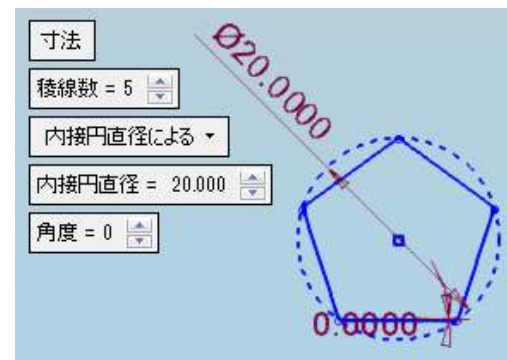 寸法
稜線数 = 5
内接円直径による
内接円直径 = 20.000
角度 = 0
Ø20.0000
0.0000